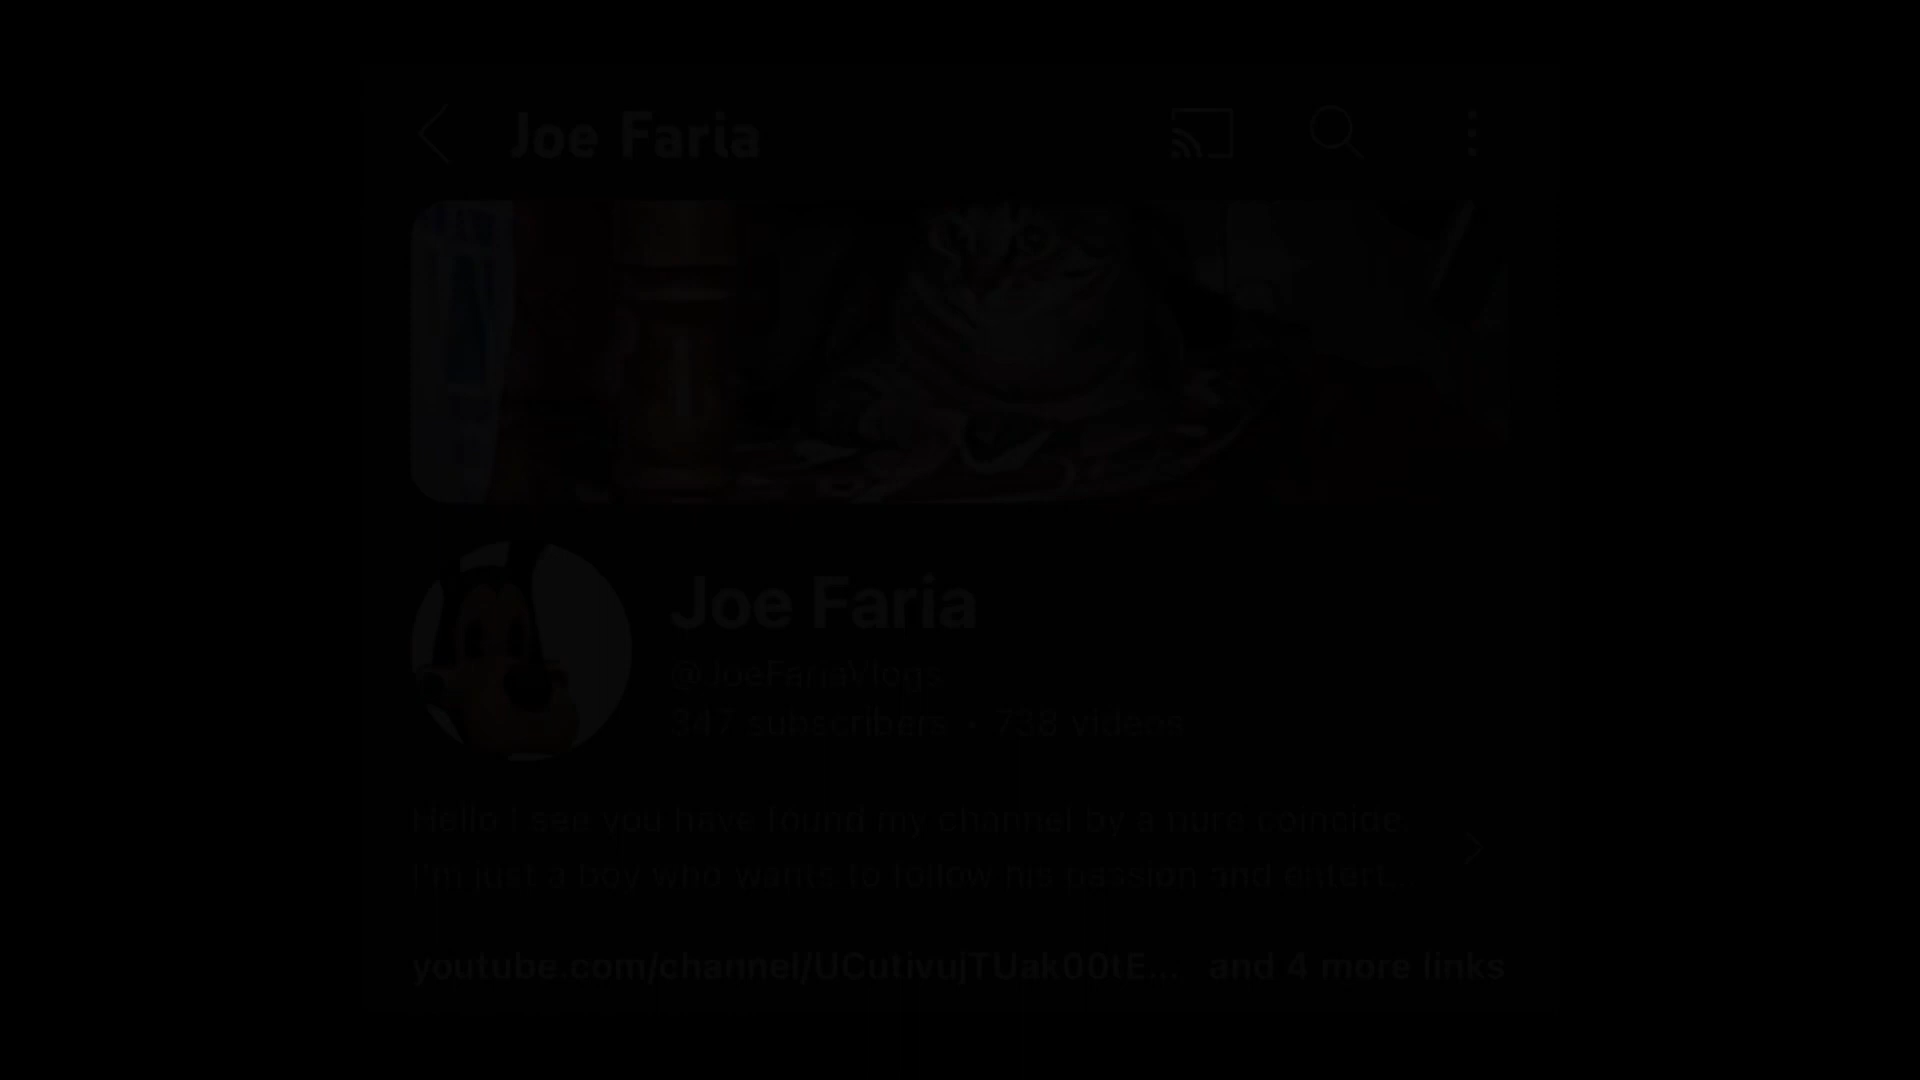 Joe Faria
Joe Faria
@JoeFariaVlogs
347 subscribers • 738 videos
Hello I see you have found my channel by a pure coincide.
I'm just a boy who wants to follow his passion and entert...
youtube.com/channel/UCutivujTUak00tE... and 4 more links